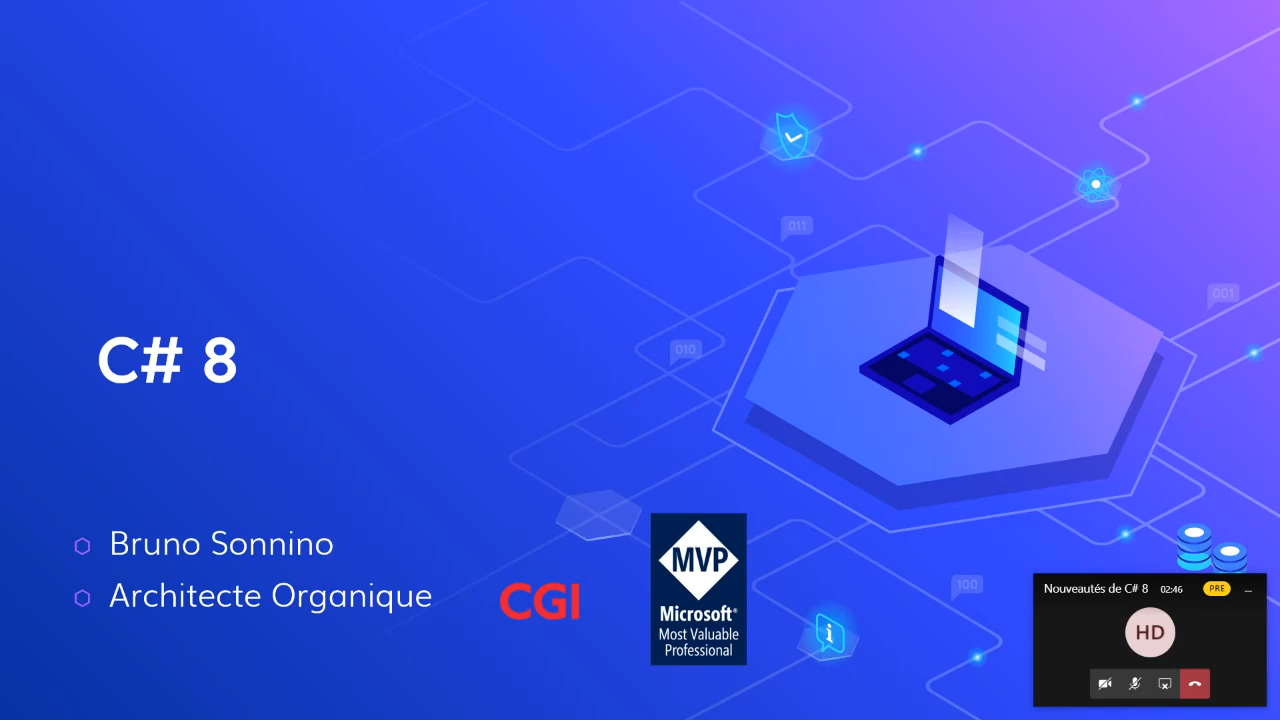 011
001
010
C# 8
Bruno Sonnino
Architecte Organique
CGI
MVP
Microsoft®
Most Valuable
Professional
100
Nouveautés de C# 8 02:46 PRE
HD